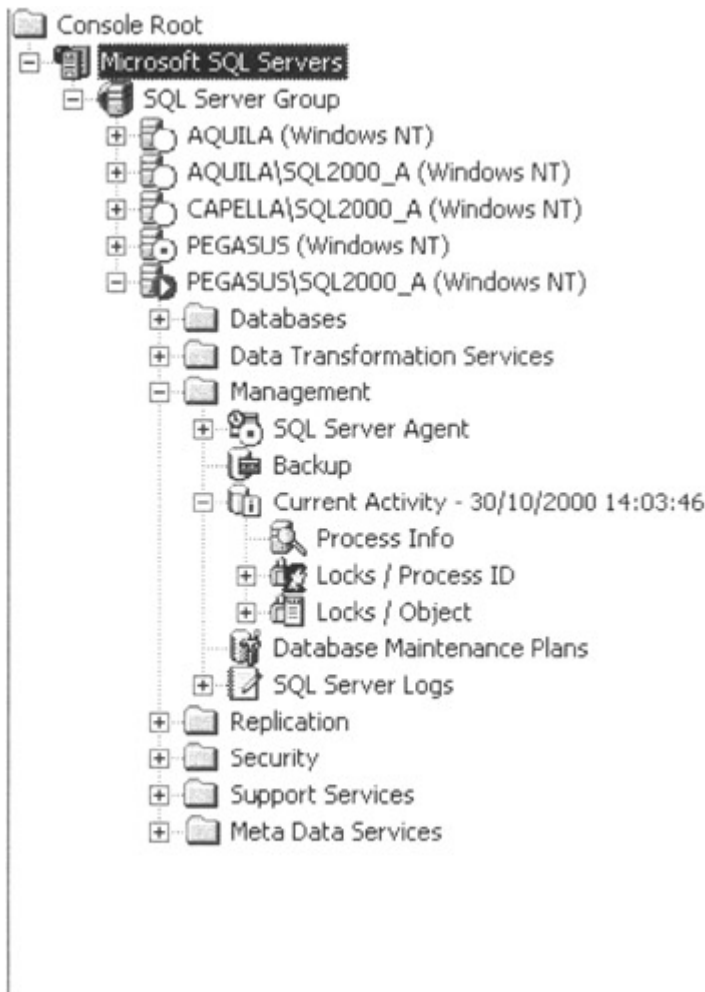 Console Root
Microsoft SQL Servers
SQL Server Group
AQUILA (Windows NT)
AQUILA\SQL2000_A (Windows NT)
CAPELLA\SQL2000_A (Windows NT)
PEGASUS (Windows NT)
PEGASUS\SQL2000_A (Windows NT)
Databases
Data Transformation Services
Management
SQL Server Agent
Backup
Current Activity - 30/10/2000 14:03:46
Process Info
Locks / Process ID
Locks / Object
Database Maintenance Plans
SQL Server Logs
Replication
Security
Support Services
Meta Data Services